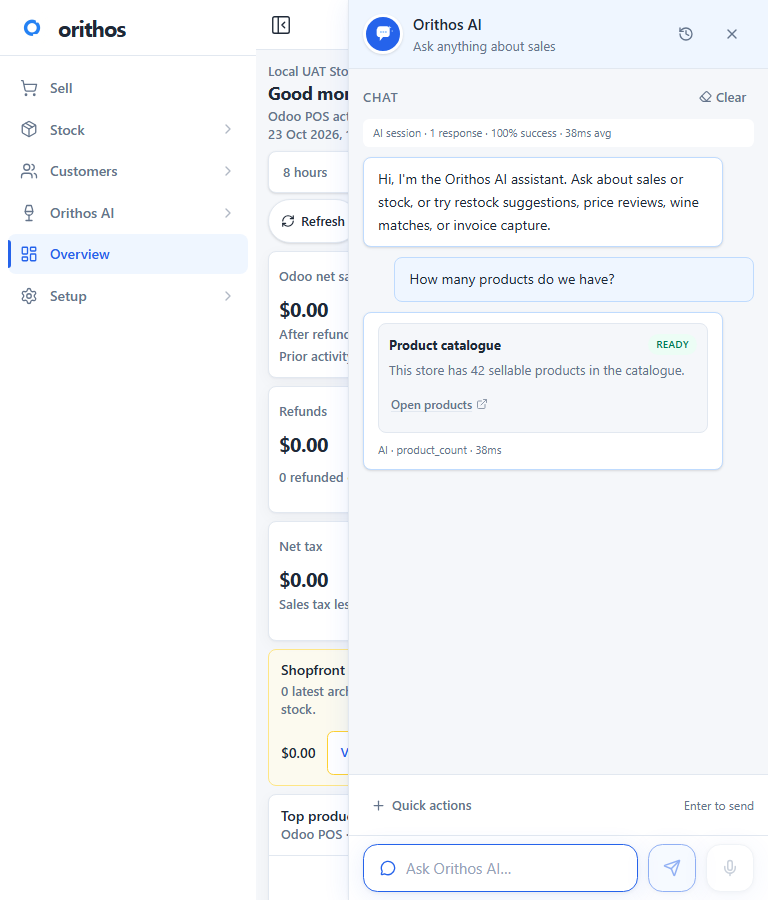 orithos
Sell
Stock
Customers
Orithos AI
Overview
Setup
Local UAT Sto
Good mo
Odoo POS act
23 Oct 2026,
8 hours
Refresh
Odoo net sa
$0.00
After refund
Prior activity
Refunds
$0.00
0 refunded
Net tax
$0.00
Sales tax les
Shopfront
0 latest arch
stock.
$0.00
V
Top produ
Odoo POS ·
Orithos AI
Ask anything about sales
CHAT
Clear
AI session · 1 response · 100% success · 38ms avg
Hi, I'm the Orithos AI assistant. Ask about sales or
stock, or try restock suggestions, price reviews, wine
matches, or invoice capture.
How many products do we have?
Product catalogue
READY
This store has 42 sellable products in the catalogue.
Open products
AI · product_count · 38ms
Quick actions
Enter to send
Ask Orithos AI...